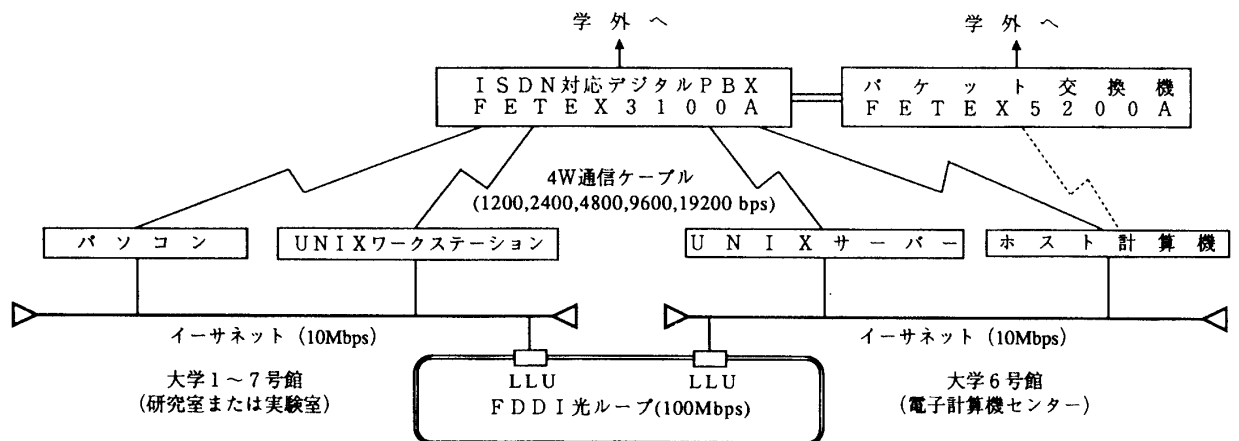 学外へ
学外へ
ISDN対応デジタルPBX
FETEX3100A
パケット交換機
FETEX5200A
4W通信ケーブル
(1200,2400,4800,9600,19200 bps)
パソコン
UNIXワークステーション
UNIXサーバー
ホスト計算機
イーサネット (10Mbps)
イーサネット (10Mbps)
大学1～7号館
(研究室または実験室)
LLU
LLU
FDDI光ループ(100Mbps)
大学6号館
(電子計算機センター)